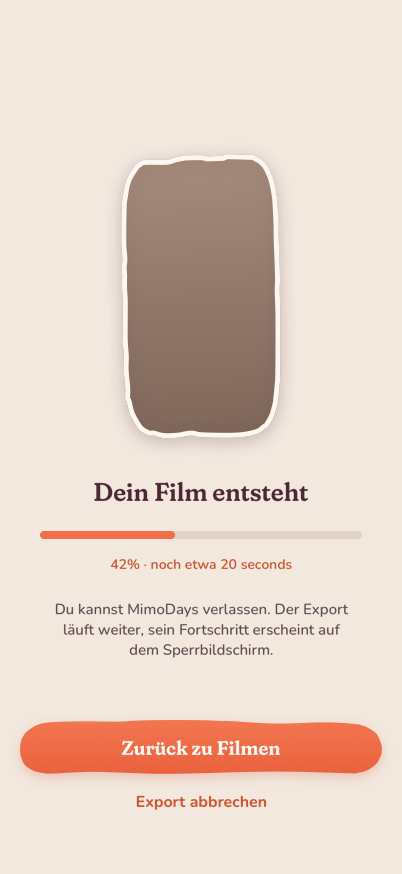 Dein Film entsteht
42% · noch etwa 20 seconds
Du kannst MimoDays verlassen. Der Export
läuft weiter, sein Fortschritt erscheint auf
dem Sperrbildschirm.
Zurück zu Filmen
Export abbrechen